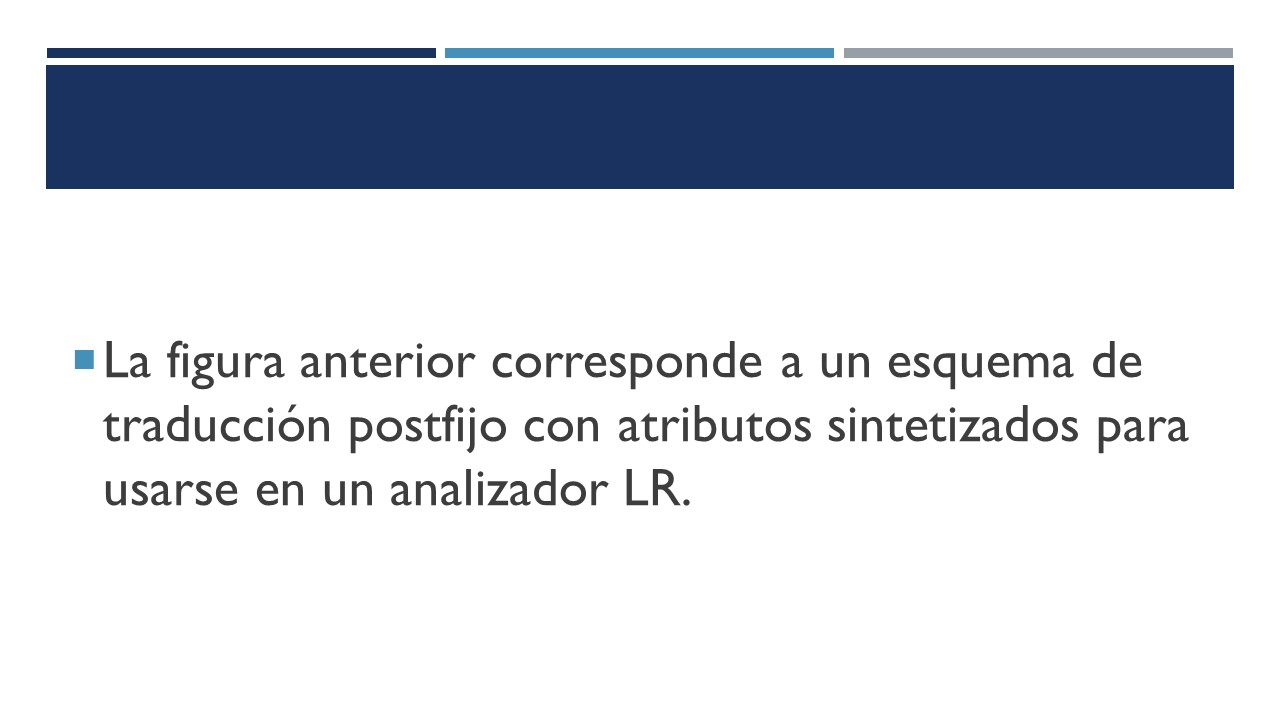 La figura anterior corresponde a un esquema de
traducción postfijo con atributos sintetizados para
usarse en un analizador LR.